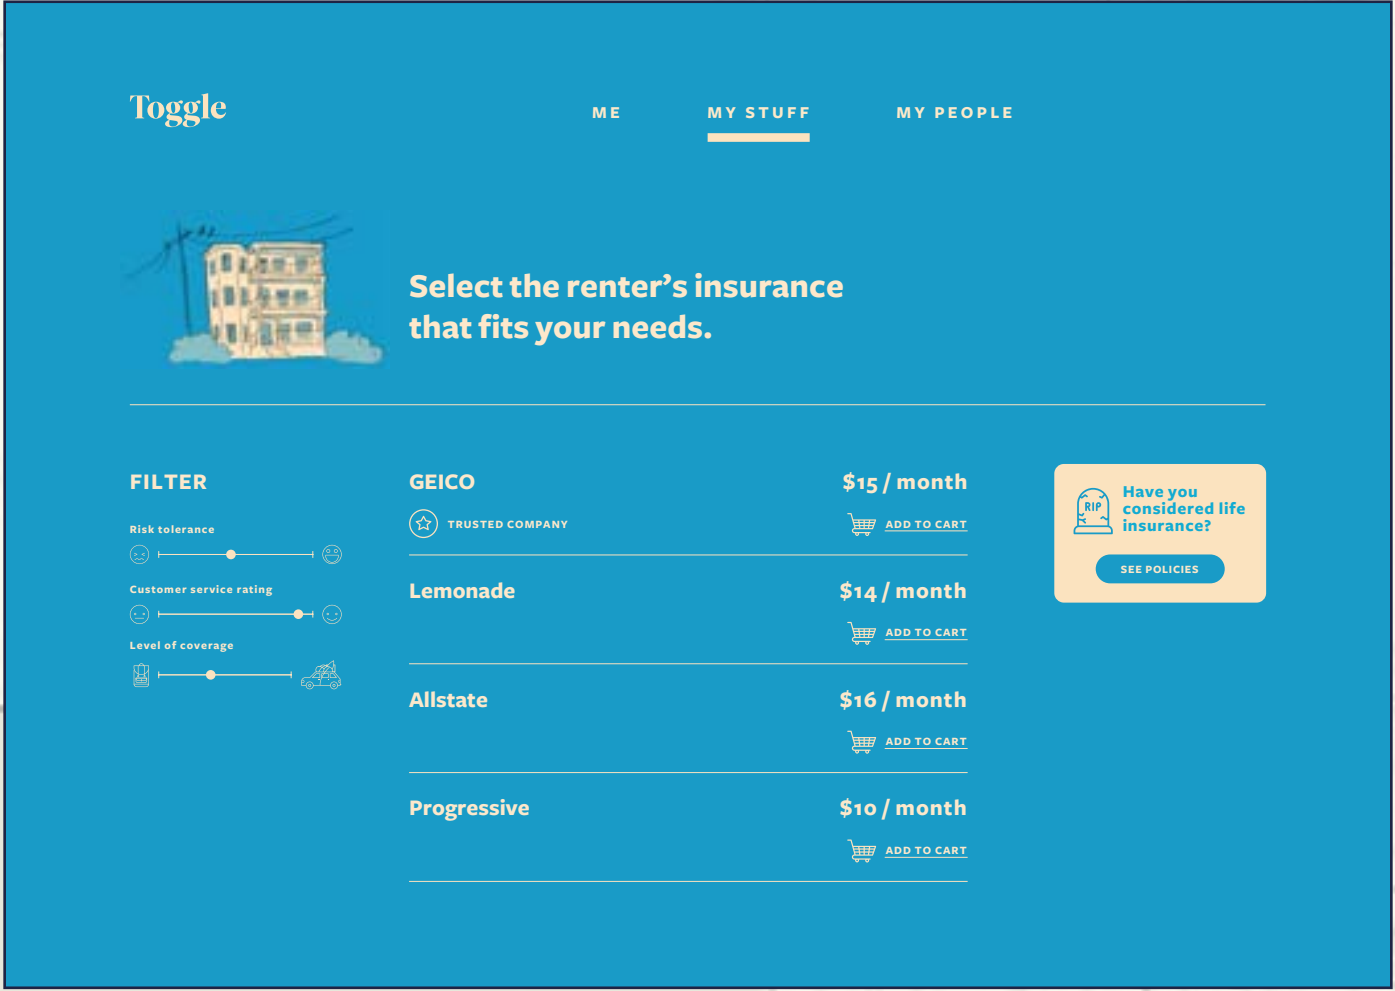 Toggle
ME
MY STUFF
MY PEOPLE
Select the renter’s insurance
that fits your needs.
FILTER
Risk tolerance
Customer service rating
Level of coverage
GEICO
$15 / month
TRUSTED COMPANY
ADD TO CART
Lemonade
$14 / month
ADD TO CART
Allstate
$16 / month
ADD TO CART
Progressive
$10 / month
ADD TO CART
RIP
Have you
considered life
insurance?
SEE POLICIES